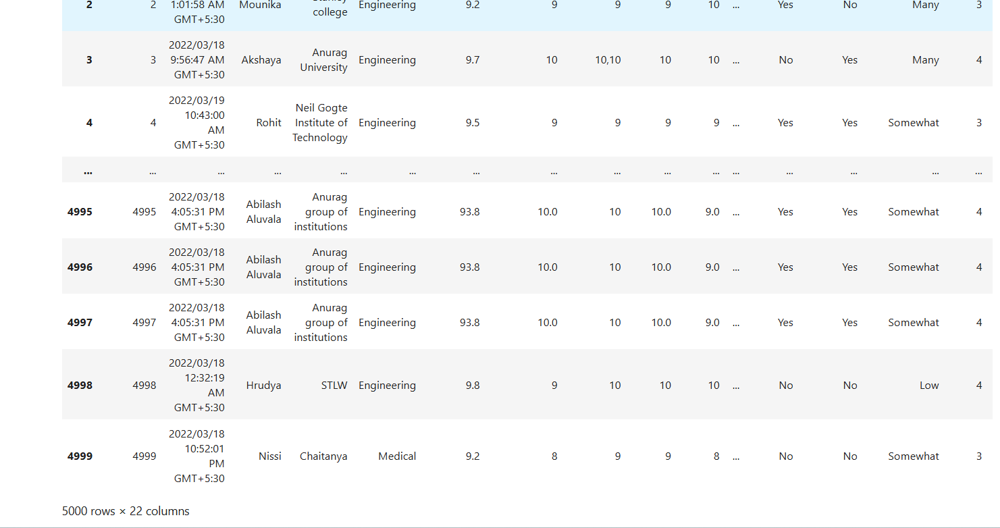 2 2 1:01:58 AM GMT+5:30 Mounika college Engineering 9.2 9 9 9 10 ... Yes No Many 3
3 3 2022/03/18 9:56:47 AM GMT+5:30 Akshaya Anurag University Engineering 9.7 10 10,10 10 10 ... No Yes Many 4
4 4 2022/03/19 10:43:00 AM GMT+5:30 Rohit Neil Gogte Institute of Technology Engineering 9.5 9 9 9 9 ... Yes Yes Somewhat 3
... ... ... ... ... ... ... ... ... ... ... ... ... ... ... ...
4995 4995 2022/03/18 4:05:31 PM GMT+5:30 Abilash Aluvala Anurag group of institutions Engineering 93.8 10.0 10 10.0 9.0 ... Yes Yes Somewhat 4
4996 4996 2022/03/18 4:05:31 PM GMT+5:30 Abilash Aluvala Anurag group of institutions Engineering 93.8 10.0 10 10.0 9.0 ... Yes Yes Somewhat 4
4997 4997 2022/03/18 4:05:31 PM GMT+5:30 Abilash Aluvala Anurag group of institutions Engineering 93.8 10.0 10 10.0 9.0 ... Yes Yes Somewhat 4
4998 4998 2022/03/18 12:32:19 AM GMT+5:30 Hrudya STLW Engineering 9.8 9 10 10 10 ... No No Low 4
4999 4999 2022/03/18 10:52:01 PM GMT+5:30 Nissi Chaitanya Medical 9.2 8 9 9 8 ... No No Somewhat 3
5000 rows × 22 columns